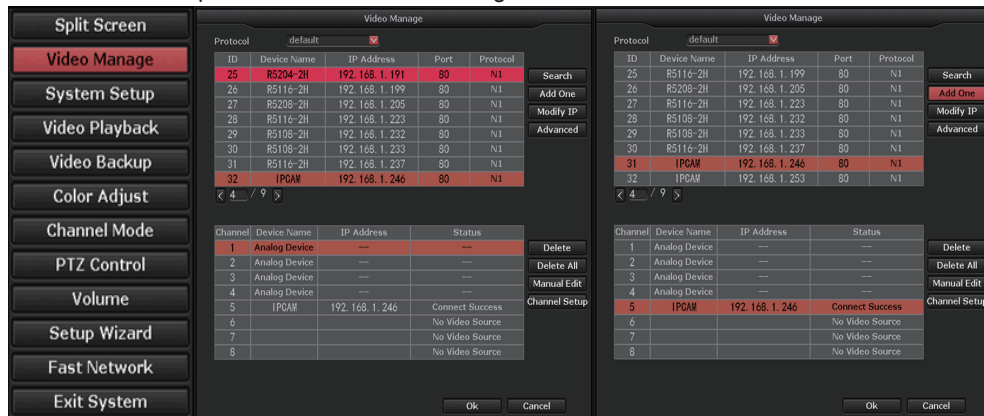 Split Screen
Video Manage
System Setup
Video Playback
Video Backup
Color Adjust
Channel Mode
PTZ Control
Volume
Setup Wizard
Fast Network
Exit System
Video Manage
Protocol default
ID Device Name IP Address Port Protocol
25 R5204-2H 192.168.1.191 80 N1
26 R5116-2H 192.168.1.199 80 N1
27 R5208-2H 192.168.1.205 80 N1
28 R5116-2H 192.168.1.223 80 N1
29 R5108-2H 192.168.1.232 80 N1
30 R5108-2H 192.168.1.233 80 N1
31 R5116-2H 192.168.1.237 80 N1
32 IPCAM 192.168.1.246 80 N1
Search
Add One
Modify IP
Advanced
< 4 / 9 >
Channel Device Name IP Address Status
1 Analog Device — —
2 Analog Device — —
3 Analog Device — —
4 Analog Device — —
5 IPCAM 192.168.1.246 Connect Success
6 No Video Source
7 No Video Source
8 No Video Source
Delete
Delete All
Manual Edit
Channel Setup
Ok Cancel
Video Manage
Protocol default
ID Device Name IP Address Port Protocol
25 R5116-2H 192.168.1.199 80 N1
26 R5208-2H 192.168.1.205 80 N1
27 R5116-2H 192.168.1.223 80 N1
28 R5108-2H 192.168.1.232 80 N1
29 R5108-2H 192.168.1.233 80 N1
30 R5116-2H 192.168.1.237 80 N1
31 IPCAM 192.168.1.246 80 N1
32 IPCAM 192.168.1.253 80 N1
Search
Add One
Modify IP
Advanced
< 4 / 9 >
Channel Device Name IP Address Status
1 Analog Device — —
2 Analog Device — —
3 Analog Device — —
4 Analog Device — —
5 IPCAM 192.168.1.246 Connect Success
6 No Video Source
7 No Video Source
8 No Video Source
Delete
Delete All
Manual Edit
Channel Setup
Ok Cancel